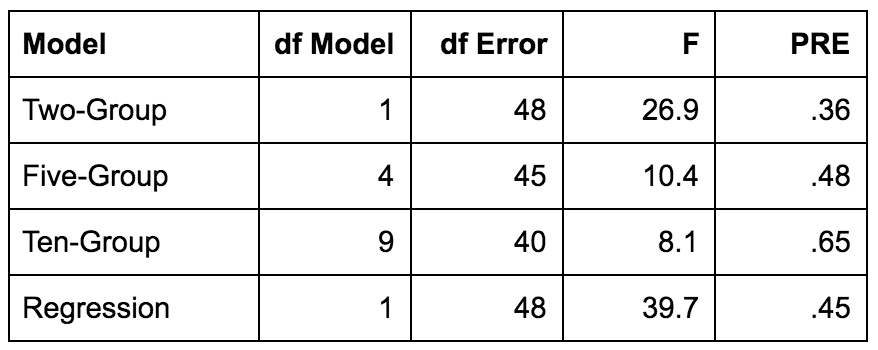 Model df Model df Error F PRE
Two-Group 1 48 26.9 .36
Five-Group 4 45 10.4 .48
Ten-Group 9 40 8.1 .65
Regression 1 48 39.7 .45